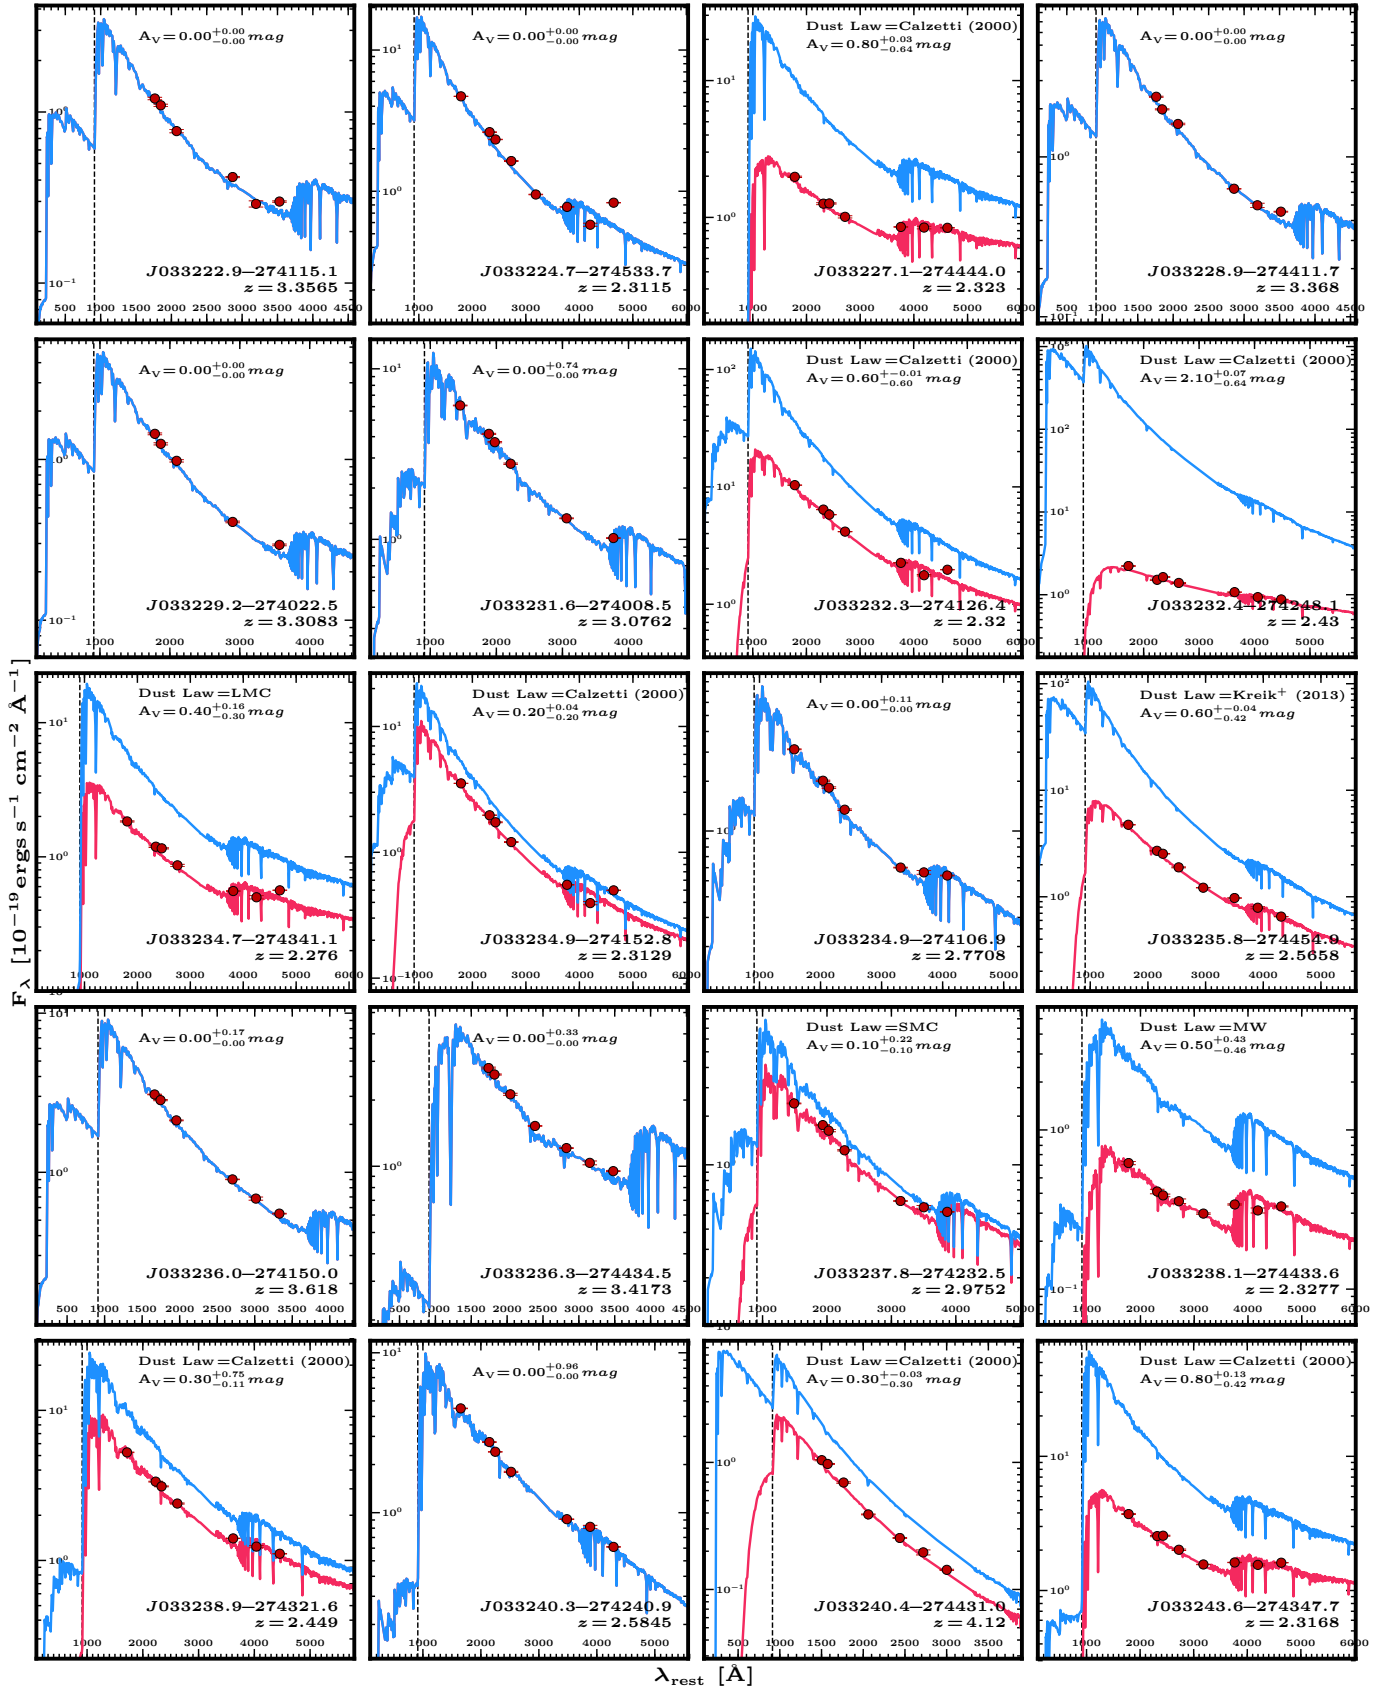 A_V=0.00^{+0.00}_{-0.00} mag
J033222.9−274115.1
z=3.3565
A_V=0.00^{+0.00}_{-0.00} mag
J033224.7−274533.7
z=2.3115
Dust Law=Calzetti (2000)
A_V=0.80^{+0.03}_{-0.64} mag
J033227.1−274444.0
z=2.323
A_V=0.00^{+0.00}_{-0.00} mag
J033228.9−274411.7
z=3.368
A_V=0.00^{+0.00}_{-0.00} mag
J033229.2−274022.5
z=3.3083
A_V=0.00^{+0.74}_{-0.00} mag
J033231.6−274008.5
z=3.0762
Dust Law=Calzetti (2000)
A_V=0.60^{+-0.01}_{-0.60} mag
J033232.3−274126.4
z=2.32
Dust Law=Calzetti (2000)
A_V=2.10^{+0.07}_{-0.64} mag
J033232.4−274248.1
z=2.43
F_λ [10^{−19} ergs s^{−1} cm^{−2} Å^{−1}]
Dust Law=LMC
A_V=0.40^{+0.16}_{-0.30} mag
J033234.7−274341.1
z=2.276
Dust Law=Calzetti (2000)
A_V=0.20^{+0.04}_{-0.20} mag
J033234.9−274152.8
z=2.3129
A_V=0.00^{+0.11}_{-0.00} mag
J033234.9−274106.9
z=2.7708
Dust Law=Kreik^+ (2013)
A_V=0.60^{+-0.04}_{-0.42} mag
J033235.8−274454.9
z=2.5658
A_V=0.00^{+0.17}_{-0.00} mag
J033236.0−274150.0
z=3.618
A_V=0.00^{+0.33}_{-0.00} mag
J033236.3−274434.5
z=3.4173
Dust Law=SMC
A_V=0.10^{+0.22}_{-0.10} mag
J033237.8−274232.5
z=2.9752
Dust Law=MW
A_V=0.50^{+0.43}_{-0.46} mag
J033238.1−274433.6
z=2.3277
Dust Law=Calzetti (2000)
A_V=0.30^{+0.75}_{-0.11} mag
J033238.9−274321.6
z=2.449
A_V=0.00^{+0.96}_{-0.00} mag
J033240.3−274240.9
z=2.5845
Dust Law=Calzetti (2000)
A_V=0.30^{+-0.03}_{-0.30} mag
J033240.4−274431.0
z=4.12
Dust Law=Calzetti (2000)
A_V=0.80^{+0.13}_{-0.42} mag
J033243.6−274347.7
z=2.3168
λ_rest [Å]